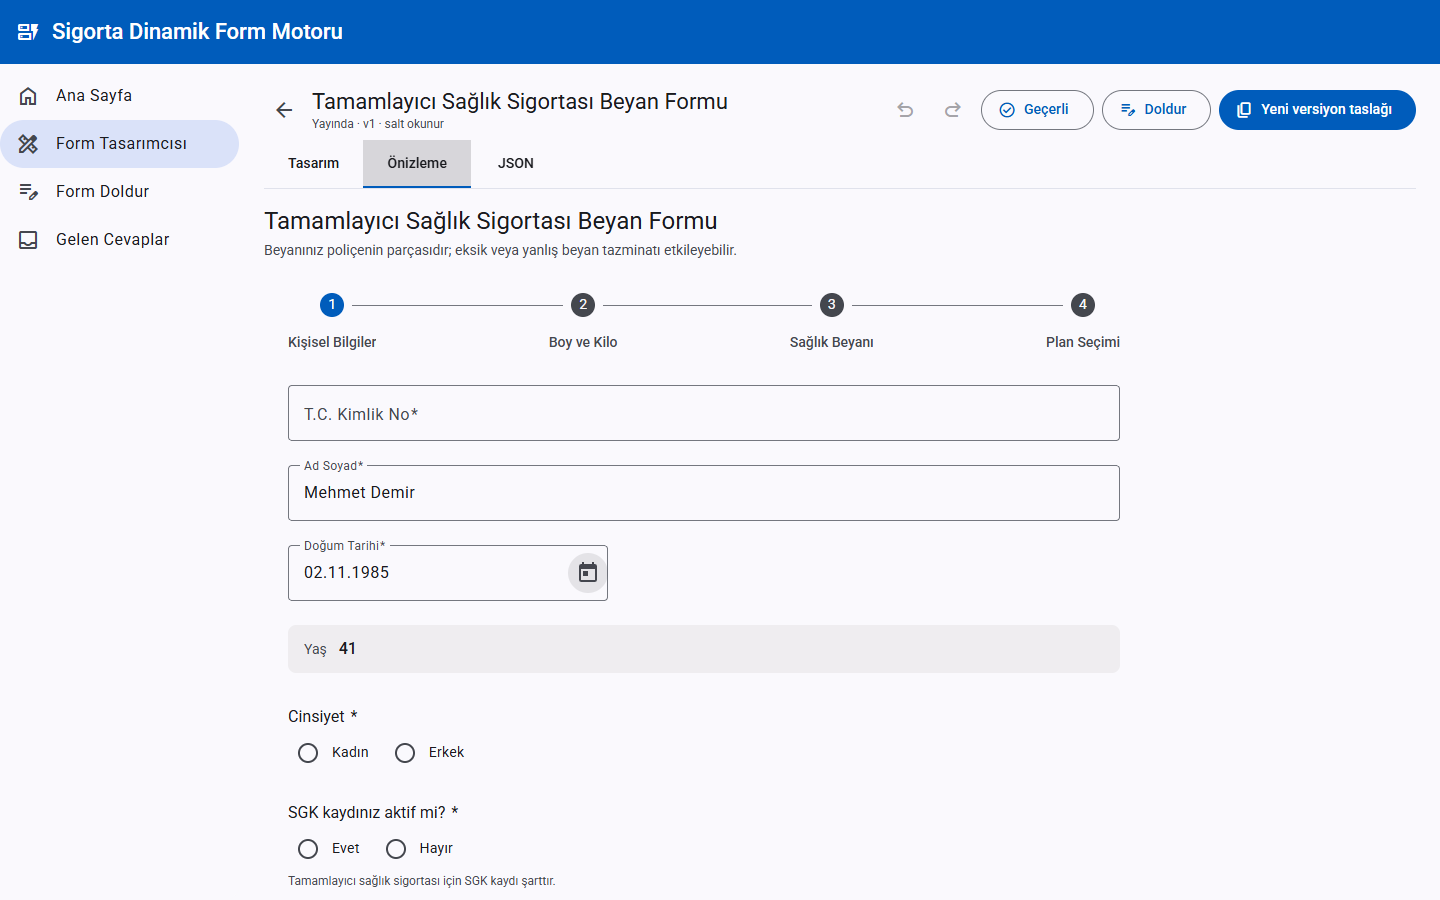 Sigorta Dinamik Form Motoru
Ana Sayfa
Form Tasarımcısı
Form Doldur
Gelen Cevaplar
Tamamlayıcı Sağlık Sigortası Beyan Formu
Yayında · v1 · salt okunur
Geçerli
Doldur
Yeni versiyon taslağı
Tasarım
Önizleme
JSON
Tamamlayıcı Sağlık Sigortası Beyan Formu
Beyanınız poliçenin parçasıdır; eksik veya yanlış beyan tazminatı etkileyebilir.
1
2
3
4
Kişisel Bilgiler
Boy ve Kilo
Sağlık Beyanı
Plan Seçimi
T.C. Kimlik No*
Ad Soyad*
Mehmet Demir
Doğum Tarihi*
02.11.1985
Yaş 41
Cinsiyet *
Kadın
Erkek
SGK kaydınız aktif mi? *
Evet
Hayır
Tamamlayıcı sağlık sigortası için SGK kaydı şarttır.